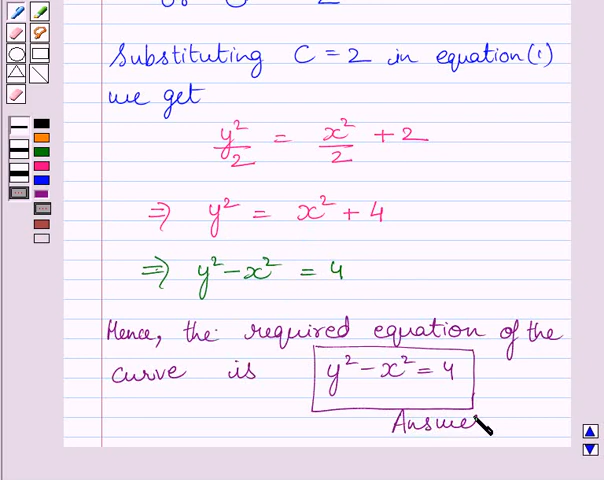 Substituting C = 2 in equation (1)
we get
y²/2 = x²/2 + 2
⇒ y² = x² + 4
⇒ y² - x² = 4
Hence, the required equation of the
curve is y² - x² = 4
Answer